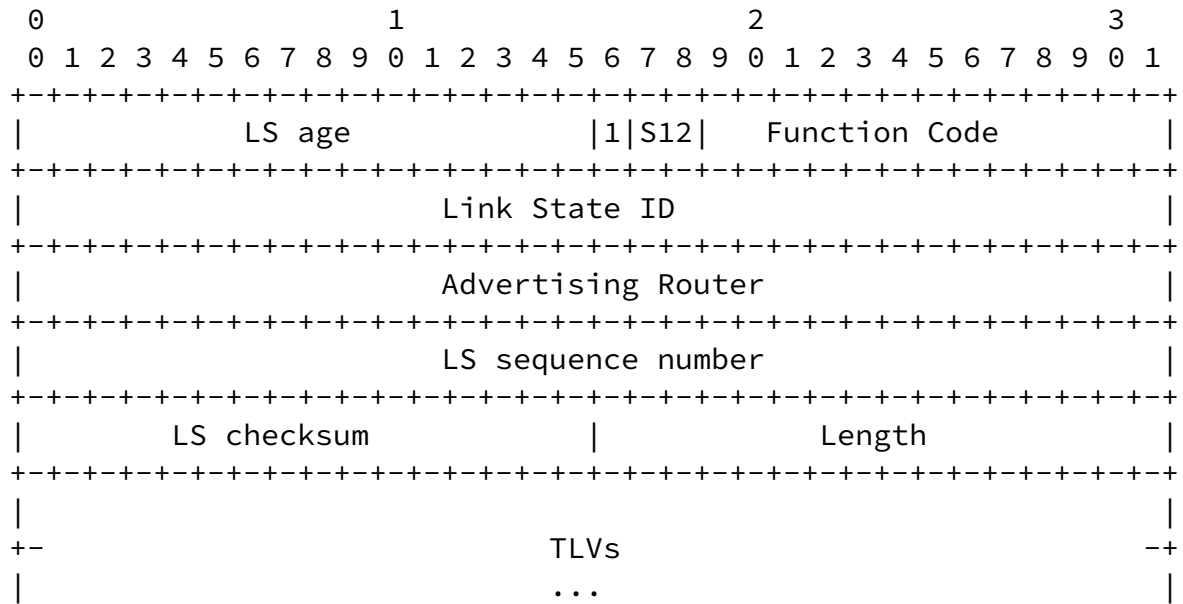 0                   1                   2                   3
 0 1 2 3 4 5 6 7 8 9 0 1 2 3 4 5 6 7 8 9 0 1 2 3 4 5 6 7 8 9 0 1
+-+-+-+-+-+-+-+-+-+-+-+-+-+-+-+-+-+-+-+-+-+-+-+-+-+-+-+-+-+-+-+-+
|            LS age             |1|S12|   Function Code         |
+-+-+-+-+-+-+-+-+-+-+-+-+-+-+-+-+-+-+-+-+-+-+-+-+-+-+-+-+-+-+-+-+
|                       Link State ID                           |
+-+-+-+-+-+-+-+-+-+-+-+-+-+-+-+-+-+-+-+-+-+-+-+-+-+-+-+-+-+-+-+-+
|                       Advertising Router                      |
+-+-+-+-+-+-+-+-+-+-+-+-+-+-+-+-+-+-+-+-+-+-+-+-+-+-+-+-+-+-+-+-+
|                       LS sequence number                      |
+-+-+-+-+-+-+-+-+-+-+-+-+-+-+-+-+-+-+-+-+-+-+-+-+-+-+-+-+-+-+-+-+
|        LS checksum            |            Length             |
+-+-+-+-+-+-+-+-+-+-+-+-+-+-+-+-+-+-+-+-+-+-+-+-+-+-+-+-+-+-+-+-+
|                                                               |
+-                            TLVs                             -+
|                             ...                               |